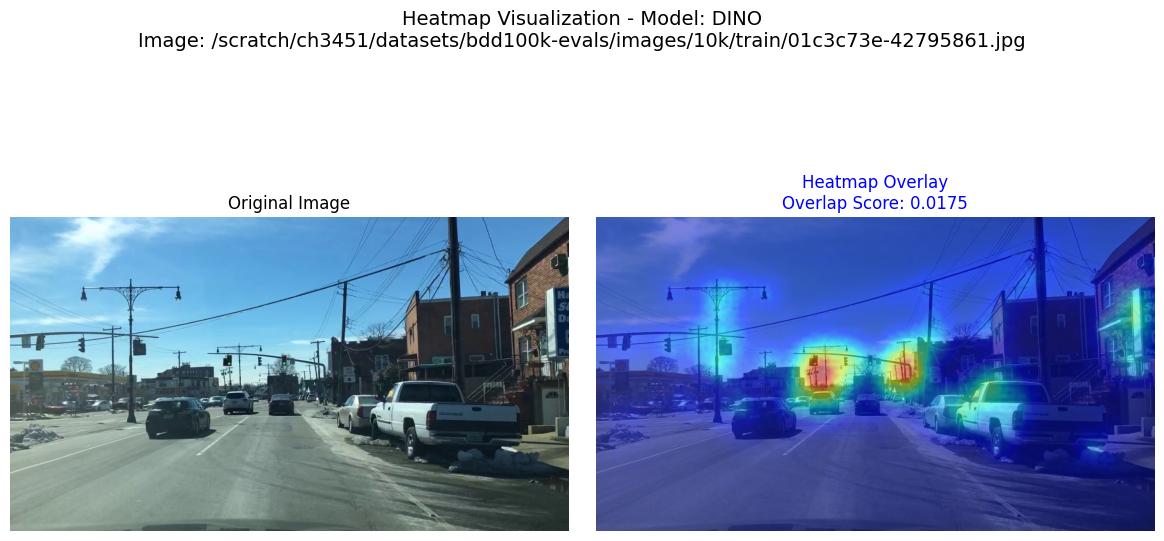 Heatmap Visualization - Model: DINO
Image: /scratch/ch3451/datasets/bdd100k-evals/images/10k/train/01c3c73e-42795861.jpg
Original Image
Heatmap Overlay
Overlap Score: 0.0175